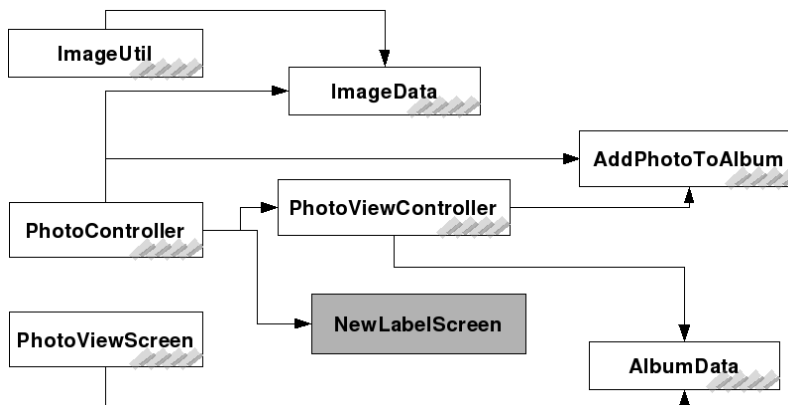 ImageUtil
ImageData
AddPhotoToAlbum
PhotoViewController
PhotoController
NewLabelScreen
PhotoViewScreen
AlbumData